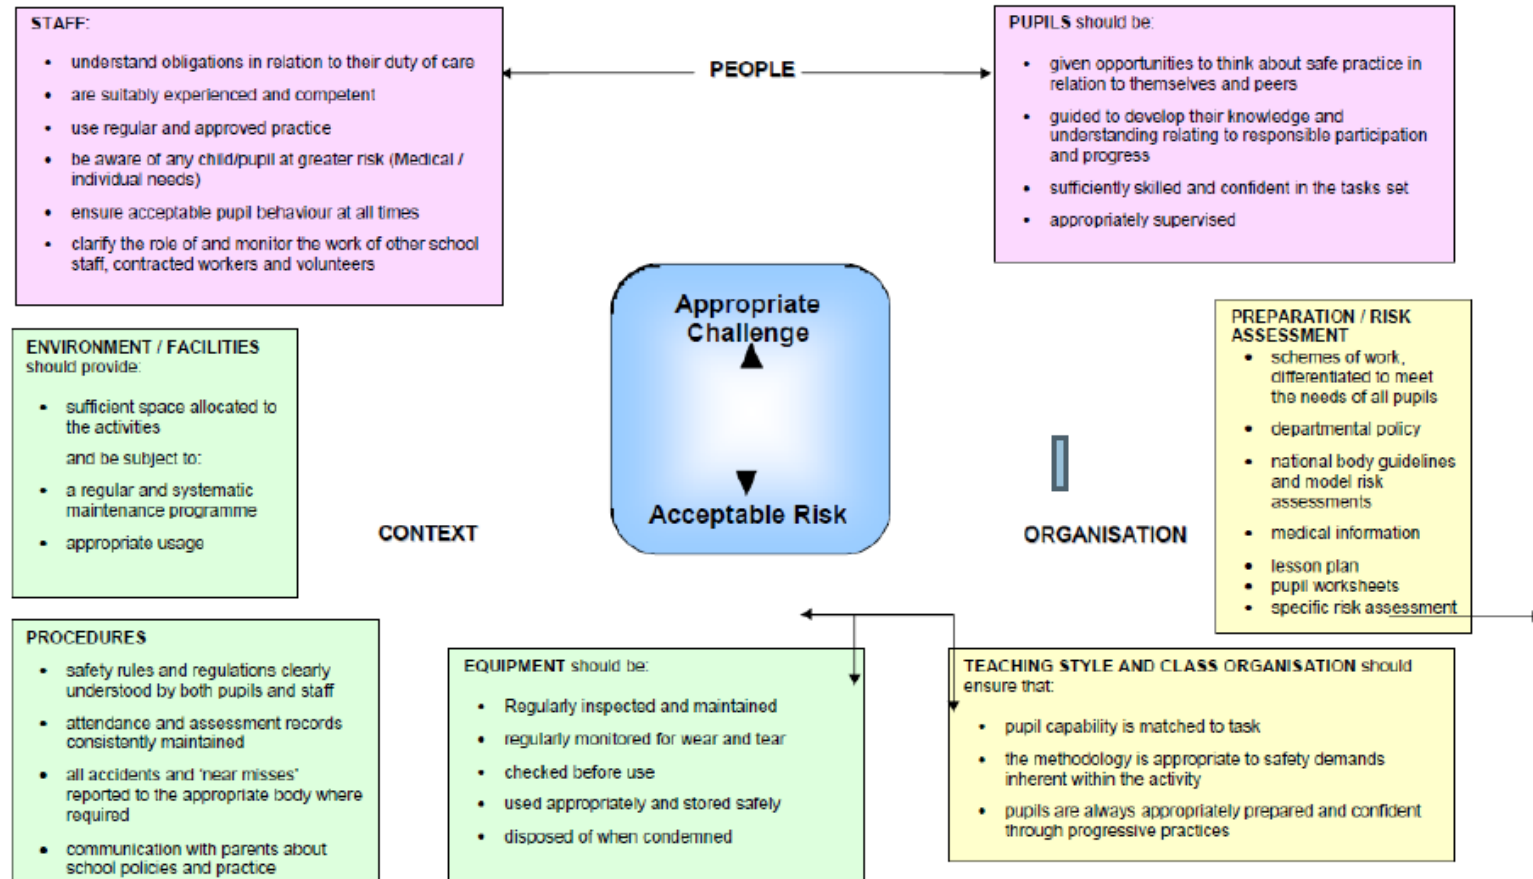 STAFF:
• understand obligations in relation to their duty of care
• are suitably experienced and competent
• use regular and approved practice
• be aware of any child/pupil at greater risk (Medical /
individual needs)
• ensure acceptable pupil behaviour at all times
• clarify the role of and monitor the work of other school
staff, contracted workers and volunteers
PEOPLE
PUPILS should be:
• given opportunities to think about safe practice in
relation to themselves and peers
• guided to develop their knowledge and
understanding relating to responsible participation
and progress
• sufficiently skilled and confident in the tasks set
• appropriately supervised
Appropriate
Challenge
Acceptable Risk
ENVIRONMENT / FACILITIES
should provide:
• sufficient space allocated to
the activities
and be subject to:
• a regular and systematic
maintenance programme
• appropriate usage
CONTEXT
ORGANISATION
PREPARATION / RISK
ASSESSMENT
• schemes of work,
differentiated to meet
the needs of all pupils
• departmental policy
• national body guidelines
and model risk
assessments
• medical information
• lesson plan
• pupil worksheets
• specific risk assessment
PROCEDURES
• safety rules and regulations clearly
understood by both pupils and staff
• attendance and assessment records
consistently maintained
• all accidents and 'near misses'
reported to the appropriate body where
required
• communication with parents about
school policies and practice
EQUIPMENT should be:
• Regularly inspected and maintained
• regularly monitored for wear and tear
• checked before use
• used appropriately and stored safely
• disposed of when condemned
TEACHING STYLE AND CLASS ORGANISATION should
ensure that:
• pupil capability is matched to task
• the methodology is appropriate to safety demands
inherent within the activity
• pupils are always appropriately prepared and confident
through progressive practices